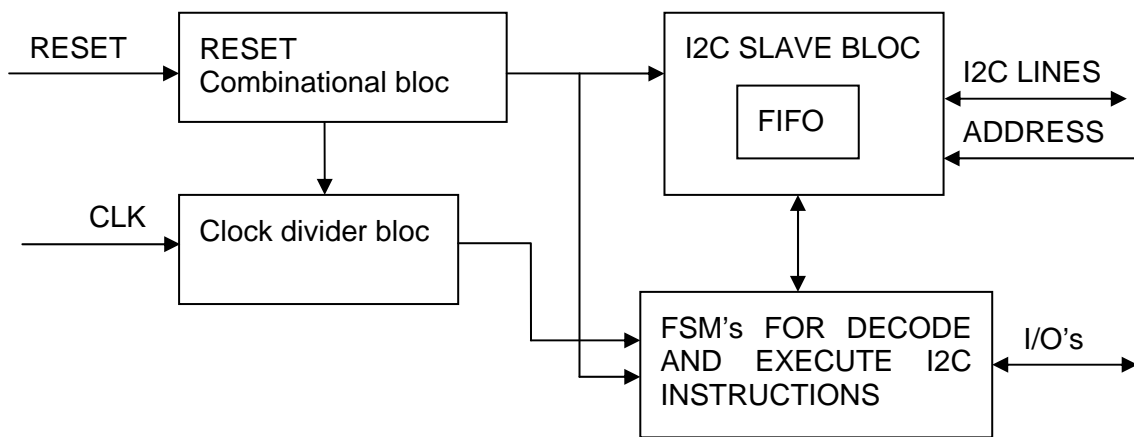 RESET
RESET
Combinational bloc
I2C SLAVE BLOC
FIFO
I2C LINES
ADDRESS
CLK
Clock divider bloc
FSM's FOR DECODE
AND EXECUTE I2C
INSTRUCTIONS
I/O's